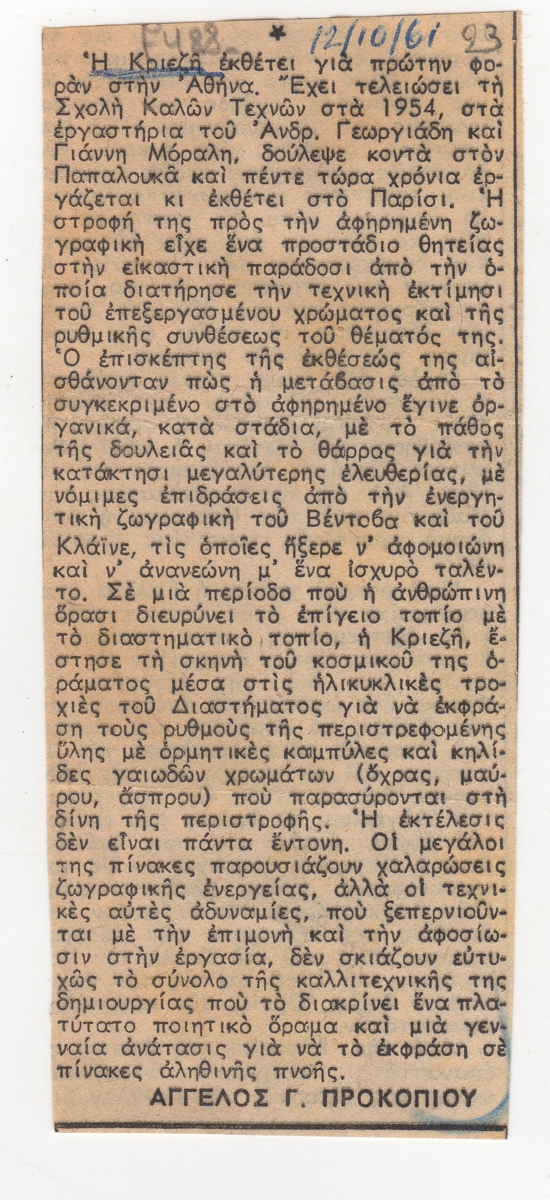 12/10/61 23
*
Ἡ Κριεζῆ ἐκθέτει γιὰ πρώτην φο-
ρὰν στὴν Ἀθήνα. Ἔχει τελειώσει τὴ
Σχολὴ Καλῶν Τεχνῶν στὰ 1954, στὰ
ἐργαστήρια τοῦ Ἀνδρ. Γεωργιάδη καὶ
Γιάννη Μόραλη, δούλεψε κοντὰ στὸν
Παπαλουκᾶ καὶ πέντε τώρα χρόνια ἐρ-
γάζεται κι ἐκθέτει στὸ Παρίσι. Ἡ
στροφή της πρὸς τὴν ἀφηρημένη ζω-
γραφικὴ εἶχε ἕνα προστάδιο θητείας
στὴν εἰκαστικὴ παράδοσι ἀπὸ τὴν ὁ-
ποία διατήρησε τὴν τεχνικὴ ἐκτίμησι
τοῦ ἐπεξεργασμένου χρώματος καὶ τῆς
ρυθμικῆς συνθέσεως τοῦ θέματός της.
Ὁ ἐπισκέπτης τῆς ἐκθέσεώς της αἰ-
σθάνονταν πὼς ἡ μετάβασις ἀπὸ τὸ
συγκεκριμένο στὸ ἀφηρημένο ἔγινε ὀρ-
γανικά, κατὰ στάδια, μὲ τὸ πάθος
τῆς δουλειᾶς καὶ τὸ θάρρος γιὰ τὴν
κατάκτησι μεγαλύτερης ἐλευθερίας, μὲ
νόμιμες ἐπιδράσεις ἀπὸ τὴν ἐνεργη-
τικὴ ζωγραφικὴ τοῦ Βέντοβα καὶ τοῦ
Κλάϊνε, τὶς ὁποῖες ἤξερε ν' ἀφομοιώνη
καὶ ν' ἀνανεώνη μ' ἕνα ἰσχυρὸ ταλέν-
το. Σὲ μιὰ περίοδο ποὺ ἡ ἀνθρώπινη
ὅρασι διευρύνει τὸ ἐπίγειο τοπίο μὲ
τὸ διαστηματικὸ τοπίο, ἡ Κριεζῆ, ἔ-
στησε τὴ σκηνὴ τοῦ κοσμικοῦ της ὁ-
ράματος μέσα στὶς ἡλικυκλικὲς τρο-
χιὲς τοῦ Διαστήματος γιὰ νὰ ἐκφρά-
ση τοὺς ρυθμοὺς τῆς περιστρεφομένης
ὕλης μὲ ὁρμητικὲς καμπύλες καὶ κηλί-
δες γαιωδῶν χρωμάτων (ὄχρας, μαύ-
ρου, ἄσπρου) ποὺ παρασύρονται στὴ
δίνη τῆς περιστροφῆς. Ἡ ἐκτέλεσις
δὲν εἶναι πάντα ἔντονη. Οἱ μεγάλοι
της πίνακες παρουσιάζουν χαλαρώσεις
ζωγραφικῆς ἐνεργείας, ἀλλὰ οἱ τεχνι-
κὲς αὐτὲς ἀδυναμίες, ποὺ ξεπερνιοῦν-
ται μὲ τὴν ἐπιμονὴ καὶ τὴν ἀφοσίω-
σιν στὴν ἐργασία, δὲν σκιάζουν εὐτυ-
χῶς τὸ σύνολο τῆς καλλιτεχνικῆς της
δημιουργίας ποὺ τὸ διακρίνει ἕνα πλα-
τύτατο ποιητικὸ ὅραμα καὶ μιὰ γεν-
ναία ἀνάτασις γιὰ νὰ τὸ ἐκφράση σὲ
πίνακες ἀληθινῆς πνοῆς.
ΑΓΓΕΛΟΣ Γ. ΠΡΟΚΟΠΙΟΥ